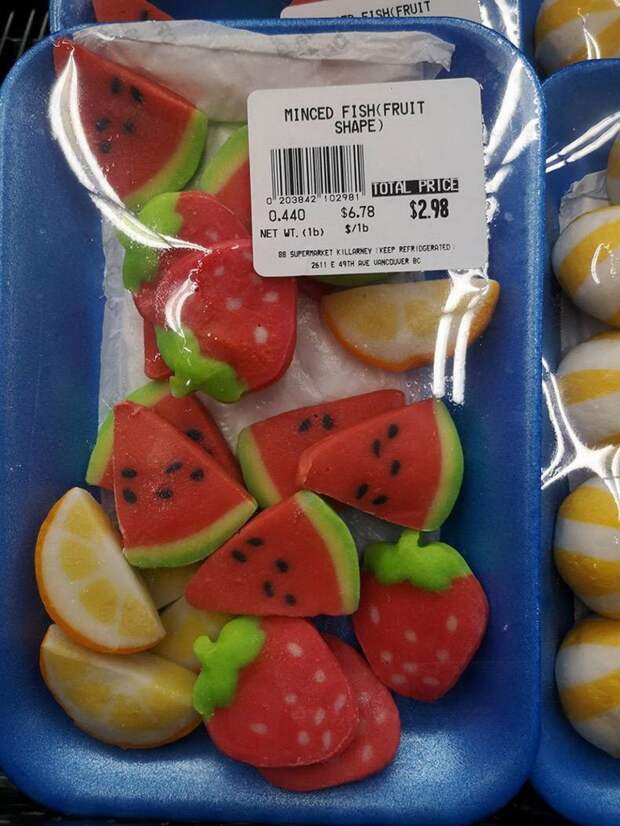 FISH(FRUIT
MINCED FISH(FRUIT
SHAPE)
0 203842 102981
TOTAL PRICE
0.440 $6.78 $2.98
NET WT. (lb) $/lb
88 SUPERMARKET KILLARNEY (KEEP REFRIGERATED)
2611 E 49TH AVE VANCOUVER BC